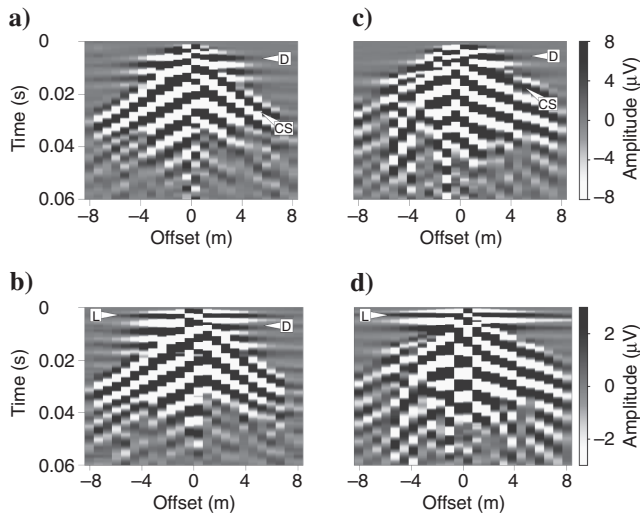 a)
0
0.02
0.04
0.06
Time (s)
D
CS
−8 −4 0 4 8
Offset (m)
c)
D
CS
−8 −4 0 4 8
Offset (m)
8
4
0
−4
−8
Amplitude (μV)
b)
0
0.02
0.04
0.06
Time (s)
L
D
−8 −4 0 4 8
Offset (m)
d)
L
−8 −4 0 4 8
Offset (m)
2
0
−2
Amplitude (μV)